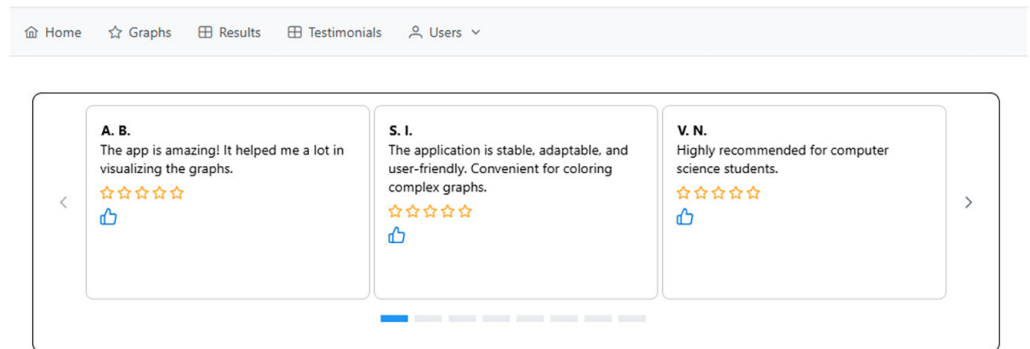 Home Graphs Results Testimonials Users
A. B.
The app is amazing! It helped me a lot in
visualizing the graphs.
S. I.
The application is stable, adaptable, and
user-friendly. Convenient for coloring
complex graphs.
V. N.
Highly recommended for computer
science students.